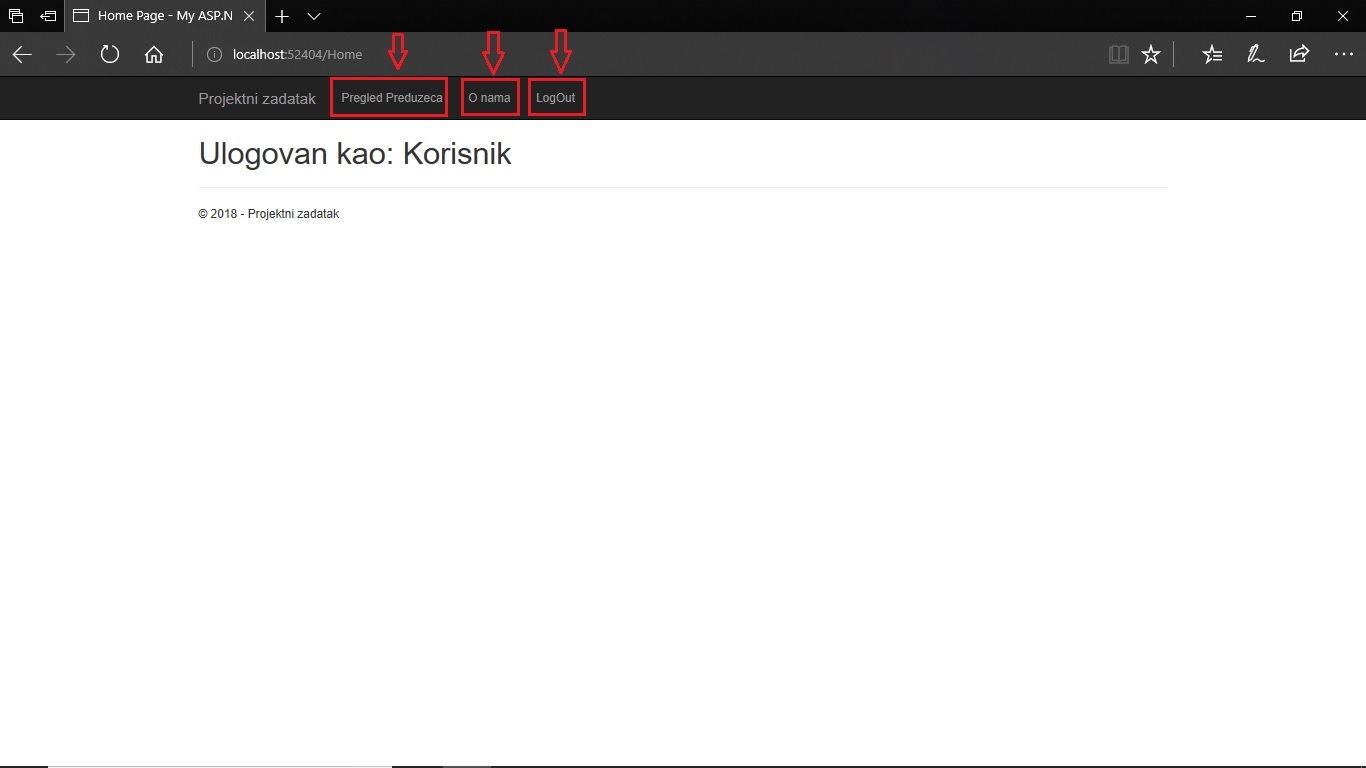 Home Page - My ASP.N
localhost:52404/Home
Projektni zadatak Pregled Preduzeca O nama LogOut
Ulogovan kao: Korisnik
© 2018 - Projektni zadatak